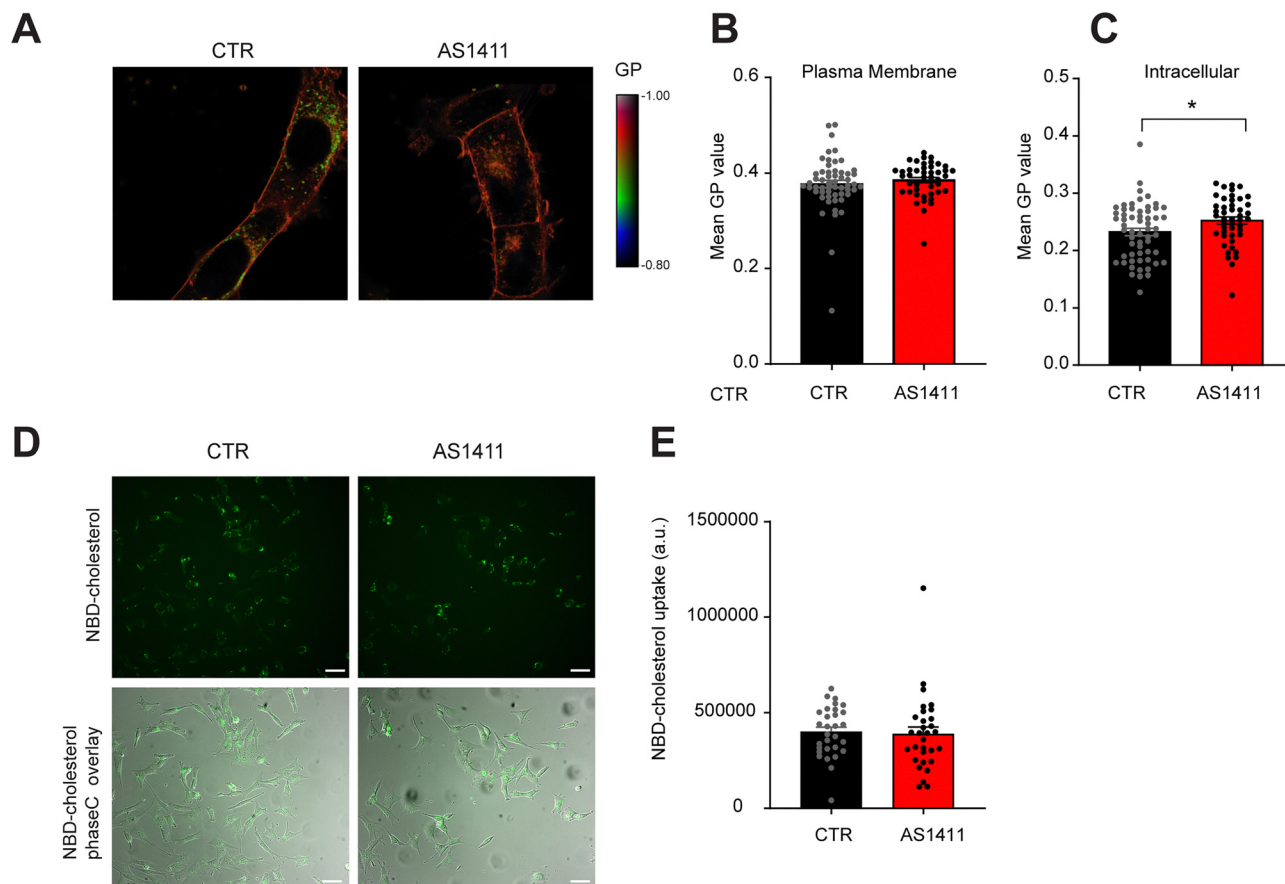 A
CTR
AS1411
GP
-1.00
-0.80
B
Plasma Membrane
Mean GP value
0.6
0.4
0.2
0.0
CTR
CTR
AS1411
C
Intracellular
*
Mean GP value
0.5
0.4
0.3
0.2
0.1
0.0
CTR
AS1411
D
CTR
AS1411
NBD-cholesterol
NBD-cholesterol
phaseC overlay
E
NBD-cholesterol uptake (a.u.)
1500000
1000000
500000
0
CTR
AS1411